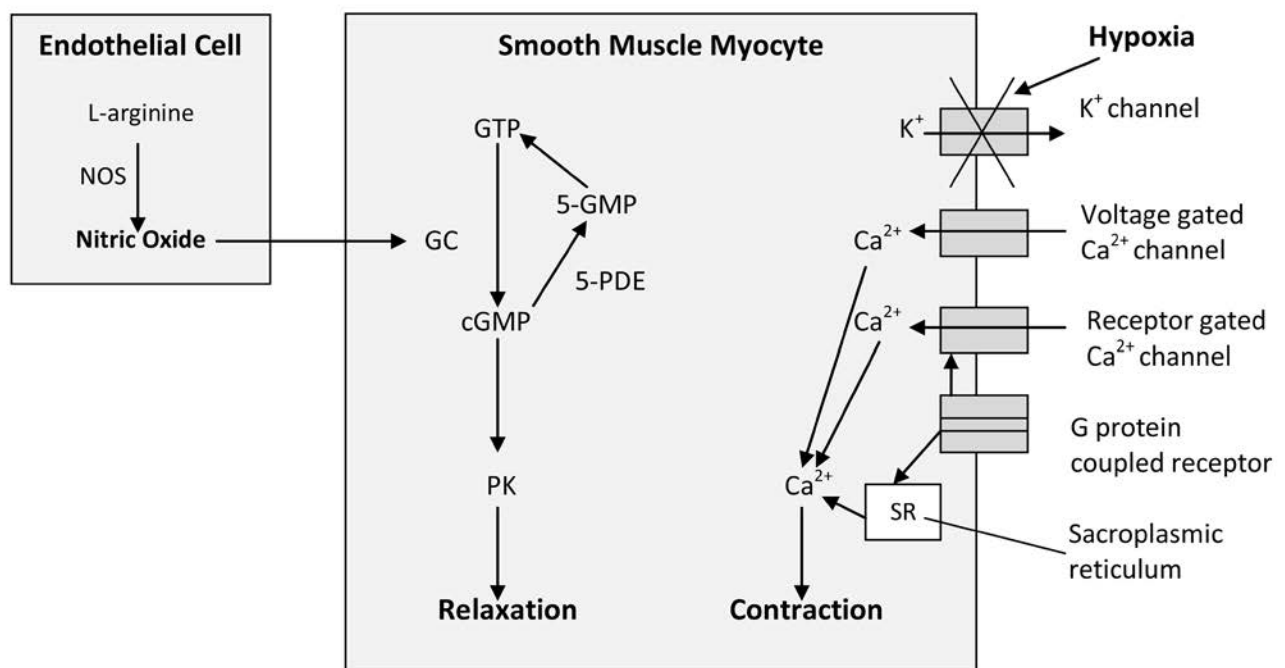 Endothelial Cell
L-arginine
NOS
Nitric Oxide
Smooth Muscle Myocyte
GTP
5-GMP
GC
5-PDE
cGMP
PK
Relaxation
Hypoxia
K⁺
K⁺ channel
Ca²⁺
Voltage gated
Ca²⁺ channel
Ca²⁺
Receptor gated
Ca²⁺ channel
G protein
coupled receptor
Ca²⁺
SR
Sacroplasmic
reticulum
Contraction